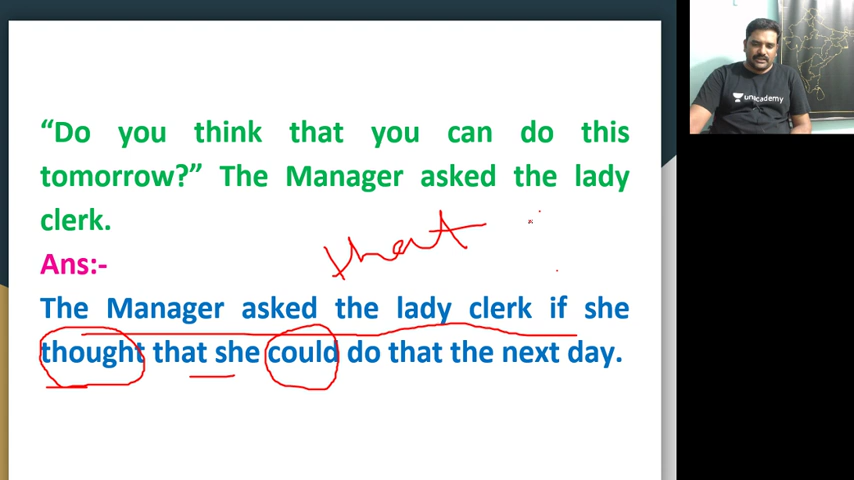 “Do you think that you can do this
tomorrow?” The Manager asked the lady
clerk.
that
Ans:-
The Manager asked the lady clerk if she
thought that she could do that the next day.
unacademy